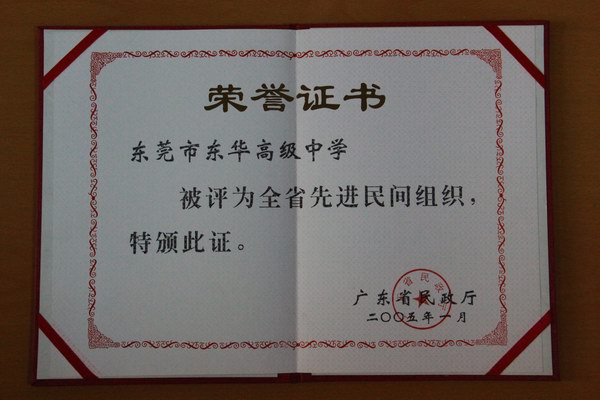 荣誉证书
东莞市东华高级中学
被评为全省先进民间组织，
特颁此证。
广东省民政厅
二〇〇五年一月